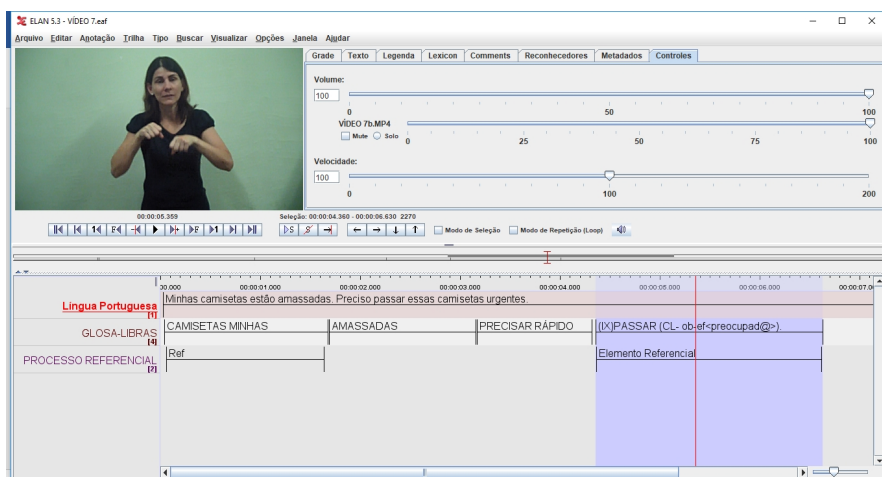 ELAN 5.3 - VÍDEO 7.eaf
Arquivo Editar Anotação Trilha Tipo Buscar Visualizar Opções Janela Ajudar
Grade Texto Legenda Lexicon Comments Reconhecedores Metadados Controles
Volume:
100
0 50 100
VÍDEO 7b.MP4
Mute Solo
0 25 50 75 100
Velocidade:
100
0 100 200
00:00:05.359
Seleção: 00:00:04.360 - 00:00:06.630 2270
Modo de Seleção Modo de Repetição (Loop)
00.000 00:00:01.000 00:00:02.000 00:00:03.000 00:00:04.000 00:00:05.000 00:00:06.000 00:00:07.0
Língua Portuguesa
[1]
Minhas camisetas estão amassadas. Preciso passar essas camisetas urgentes.
GLOSA-LIBRAS
[4]
CAMISETAS MINHAS AMASSADAS PRECISAR RÁPIDO (IX)PASSAR (CL- ob-ef<preocupad@>).
PROCESSO REFERENCIAL
[2]
Ref Elemento Referencial